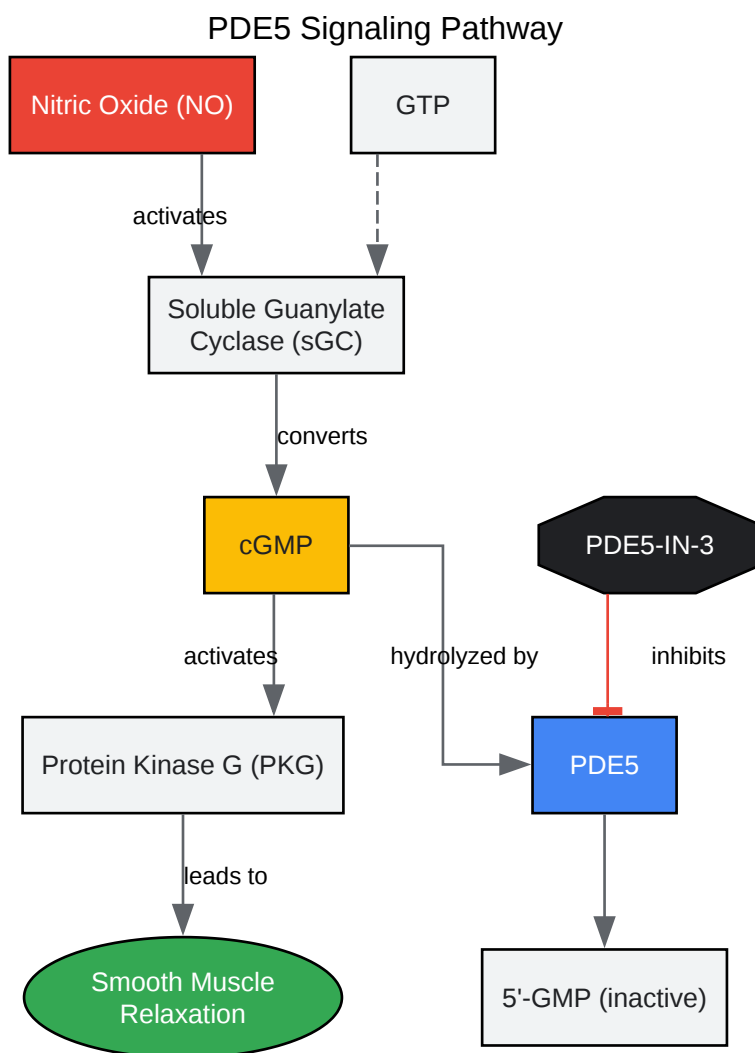 PDE5 Signaling Pathway
Nitric Oxide (NO)
GTP
activates
Soluble Guanylate
Cyclase (sGC)
converts
cGMP
PDE5-IN-3
activates
hydrolyzed by
inhibits
Protein Kinase G (PKG)
PDE5
leads to
Smooth Muscle
Relaxation
5'-GMP (inactive)